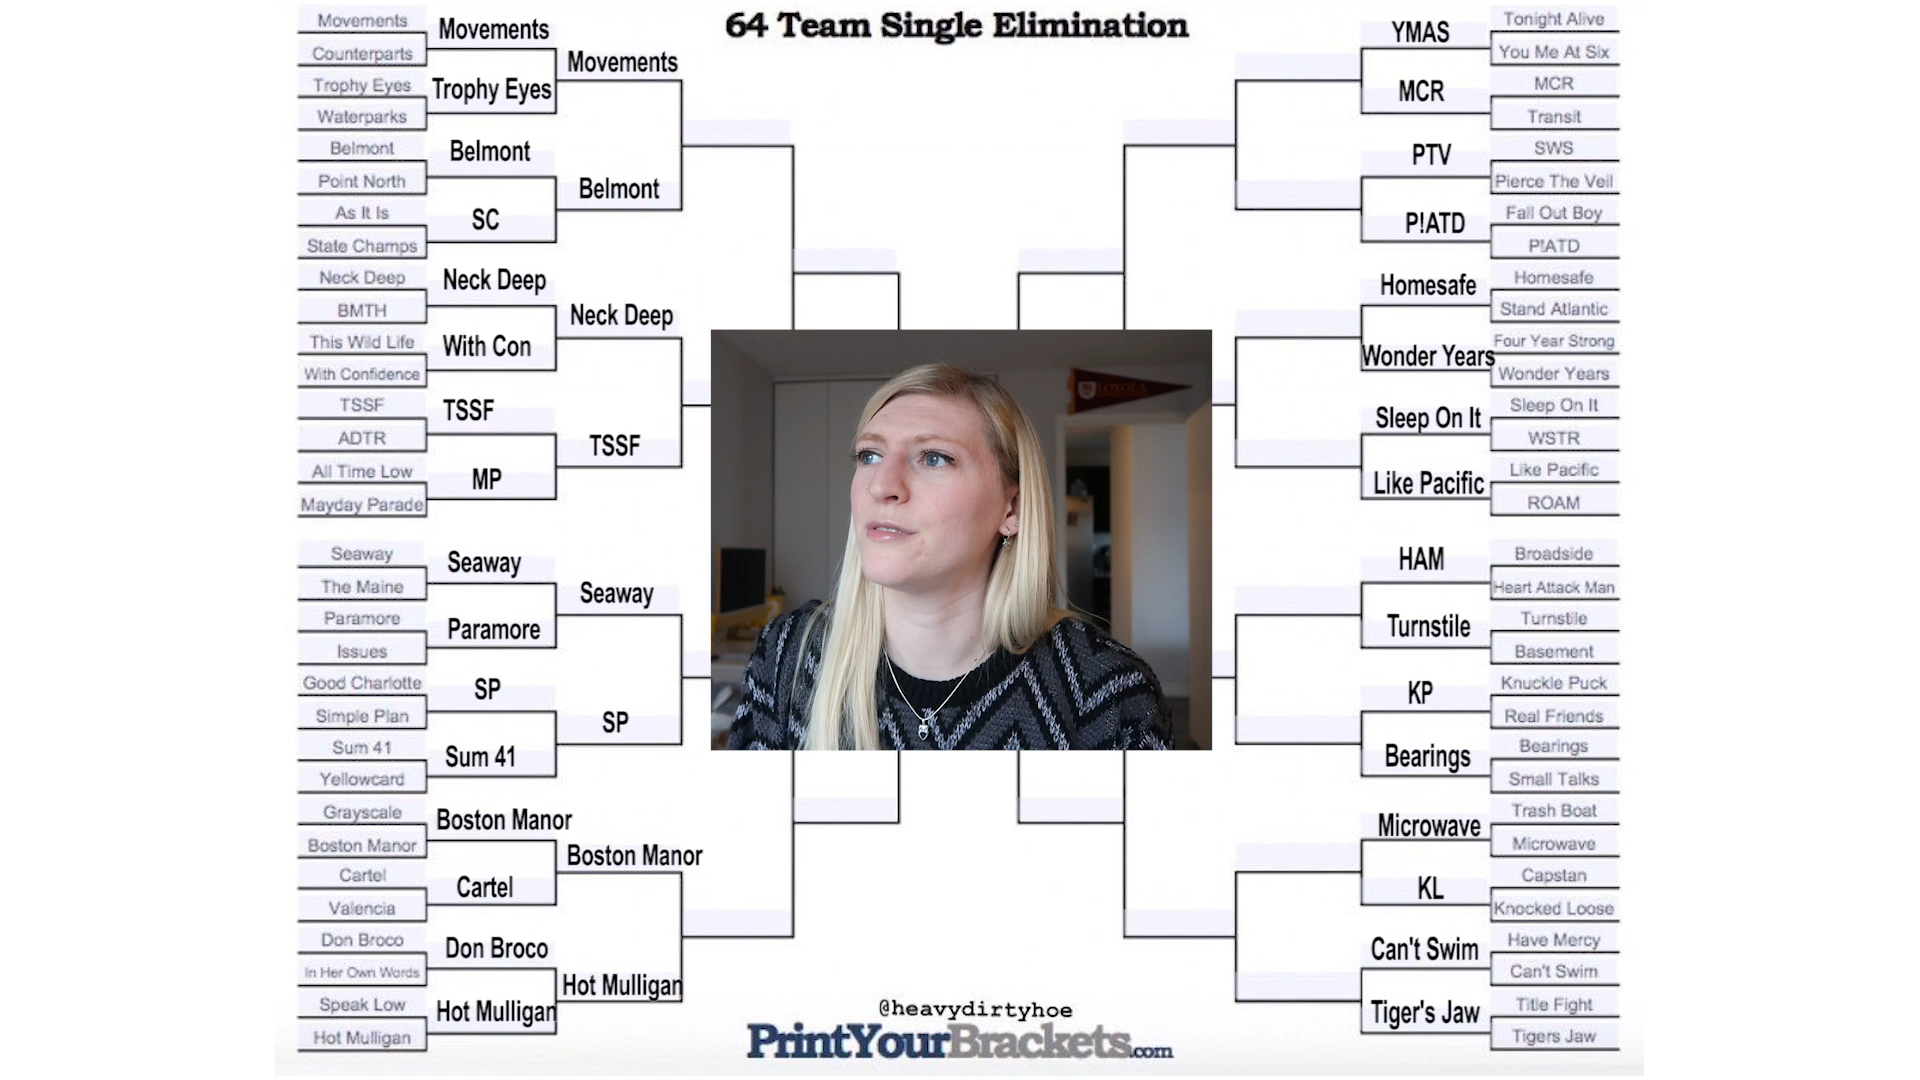 64 Team Single Elimination
Movements
Counterparts
Trophy Eyes
Waterparks
Belmont
Point North
As It Is
State Champs
Neck Deep
BMTH
This Wild Life
With Confidence
TSSF
ADTR
All Time Low
Mayday Parade
Seaway
The Maine
Paramore
Issues
Good Charlotte
Simple Plan
Sum 41
Yellowcard
Grayscale
Boston Manor
Cartel
Valencia
Don Broco
In Her Own Words
Speak Low
Hot Mulligan
Movements
Trophy Eyes
Belmont
SC
Neck Deep
With Con
TSSF
MP
Seaway
Paramore
SP
Sum 41
Boston Manor
Cartel
Don Broco
Hot Mulligan
Movements
Belmont
Neck Deep
TSSF
Seaway
SP
Boston Manor
Hot Mulligan
LOYOLA
YMAS
MCR
PTV
P!ATD
Homesafe
Wonder Years
Sleep On It
Like Pacific
HAM
Turnstile
KP
Bearings
Microwave
KL
Can't Swim
Tiger's Jaw
Tonight Alive
You Me At Six
MCR
Transit
SWS
Pierce The Veil
Fall Out Boy
P!ATD
Homesafe
Stand Atlantic
Four Year Strong
Wonder Years
Sleep On It
WSTR
Like Pacific
ROAM
Broadside
Heart Attack Man
Turnstile
Basement
Knuckle Puck
Real Friends
Bearings
Small Talks
Trash Boat
Microwave
Capstan
Knocked Loose
Have Mercy
Can't Swim
Title Fight
Tigers Jaw
@heavydirtyhoe
PrintYourBrackets.com